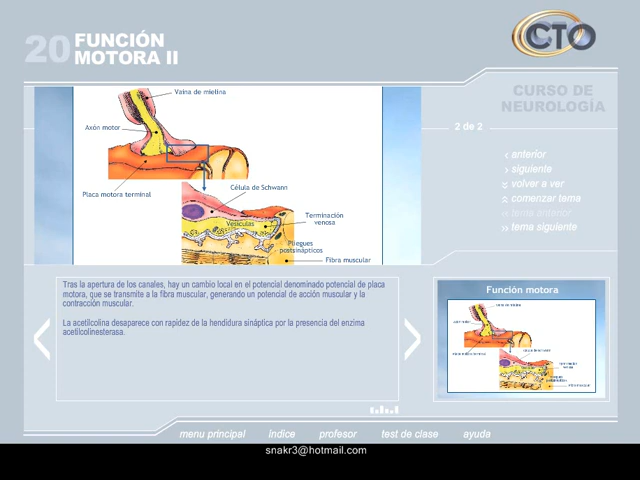 20 FUNCIÓN
MOTORA II
CTO
CURSO DE
NEUROLOGÍA
2 de 2
anterior
siguiente
volver a ver
comenzar tema
tema anterior
tema siguiente
Vaina de mielina
Axón motor
Placa motora terminal
Célula de Schwann
Terminación
venosa
Vesículas
Pliegues
postsinápticos
Fibra muscular
Tras la apertura de los canales, hay un cambio local en el potencial denominado potencial de placa
motora, que se transmite a la fibra muscular, generando un potencial de acción muscular y la
contracción muscular.
La acetilcolina desaparece con rapidez de la hendidura sináptica por la presencia del enzima
acetilcolinesterasa.
Función motora
menu principal índice profesor test de clase ayuda
snakr3@hotmail.com